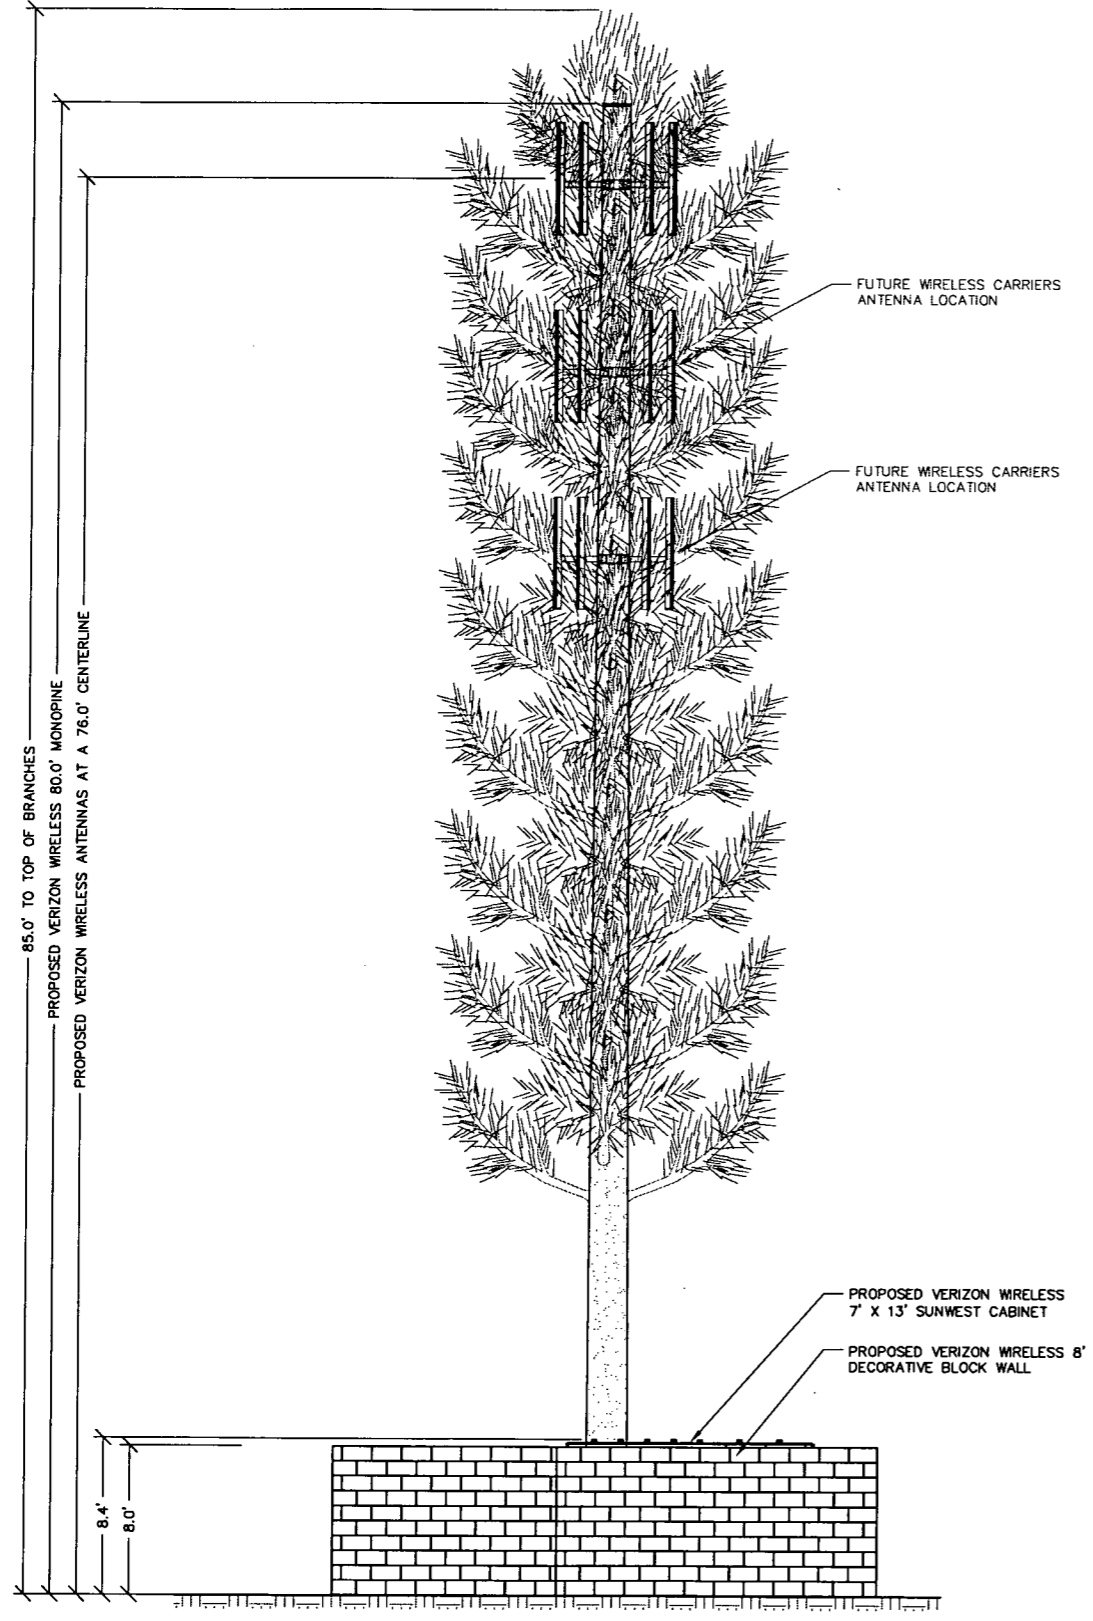 85.0' TO TOP OF BRANCHES
PROPOSED VERIZON WIRELESS 80.0' MONOPINE
PROPOSED VERIZON WIRELESS ANTENNAS AT A 76.0' CENTERLINE
FUTURE WIRELESS CARRIERS
ANTENNA LOCATION
FUTURE WIRELESS CARRIERS
ANTENNA LOCATION
PROPOSED VERIZON WIRELESS
7' X 13' SUNWEST CABINET
PROPOSED VERIZON WIRELESS 8'
DECORATIVE BLOCK WALL
8.4'
8.0'